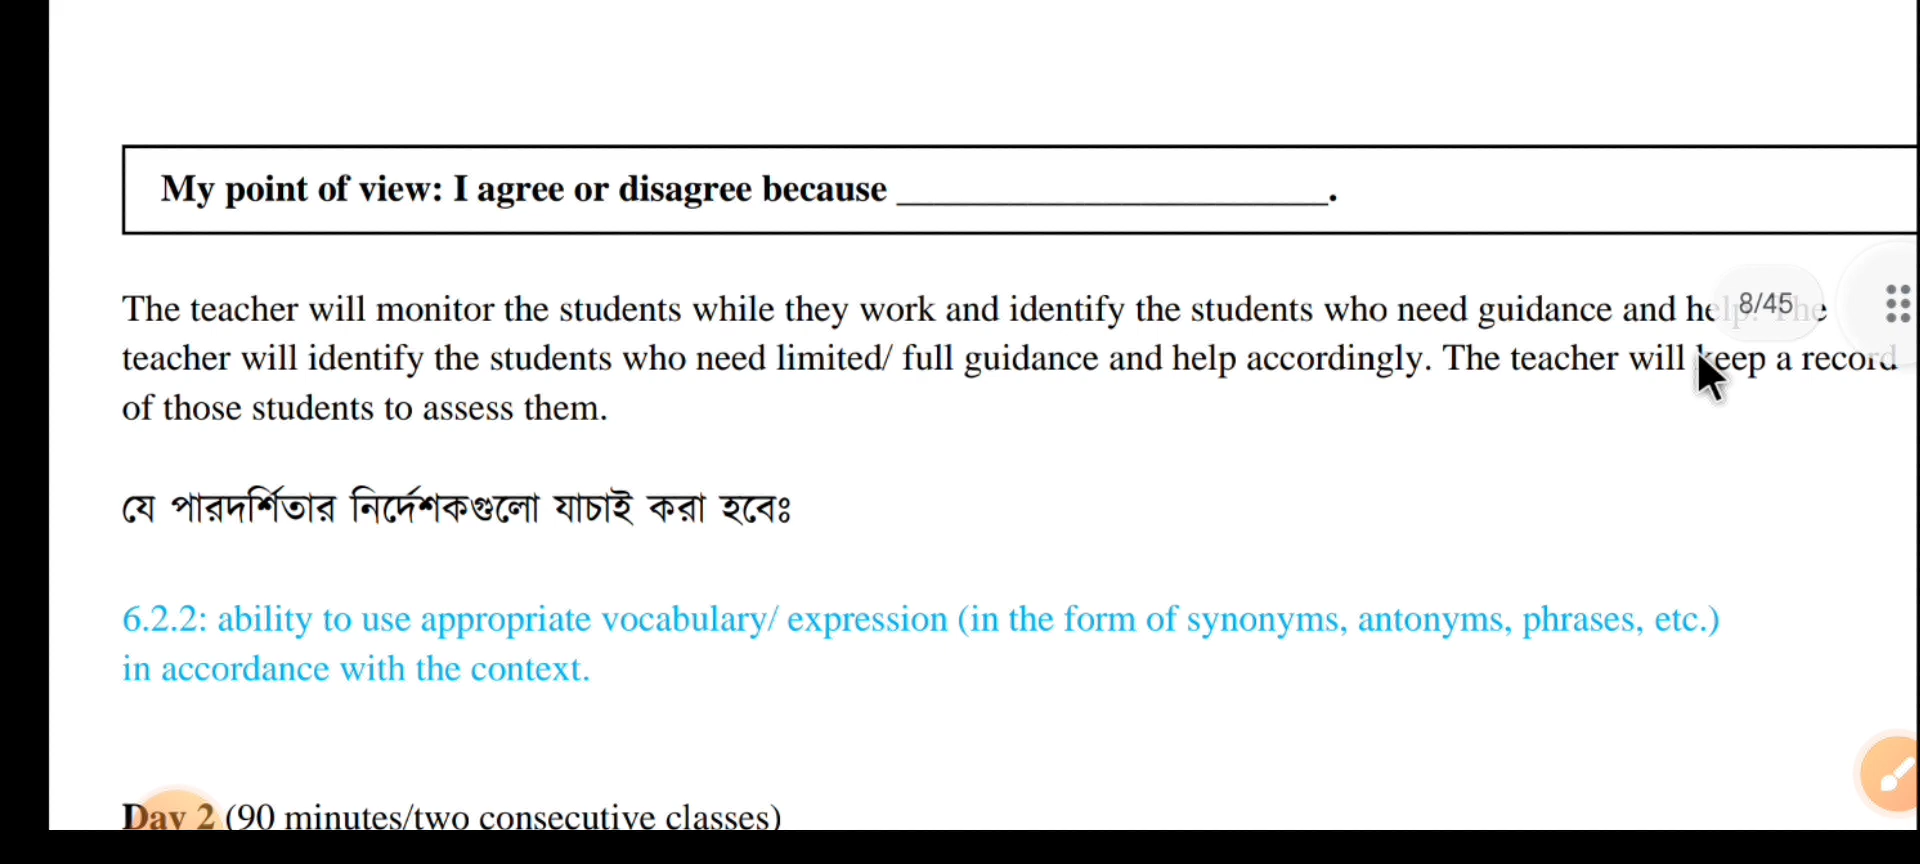 My point of view: I agree or disagree because ______________________.
The teacher will monitor the students while they work and identify the students who need guidance and help. The
8/45
teacher will identify the students who need limited/ full guidance and help accordingly. The teacher will keep a record
of those students to assess them.
যে পারদর্শিতার নির্দেশকগুলো যাচাই করা হবেঃ
6.2.2: ability to use appropriate vocabulary/ expression (in the form of synonyms, antonyms, phrases, etc.)
in accordance with the context.
Day 2 (90 minutes/two consecutive classes)